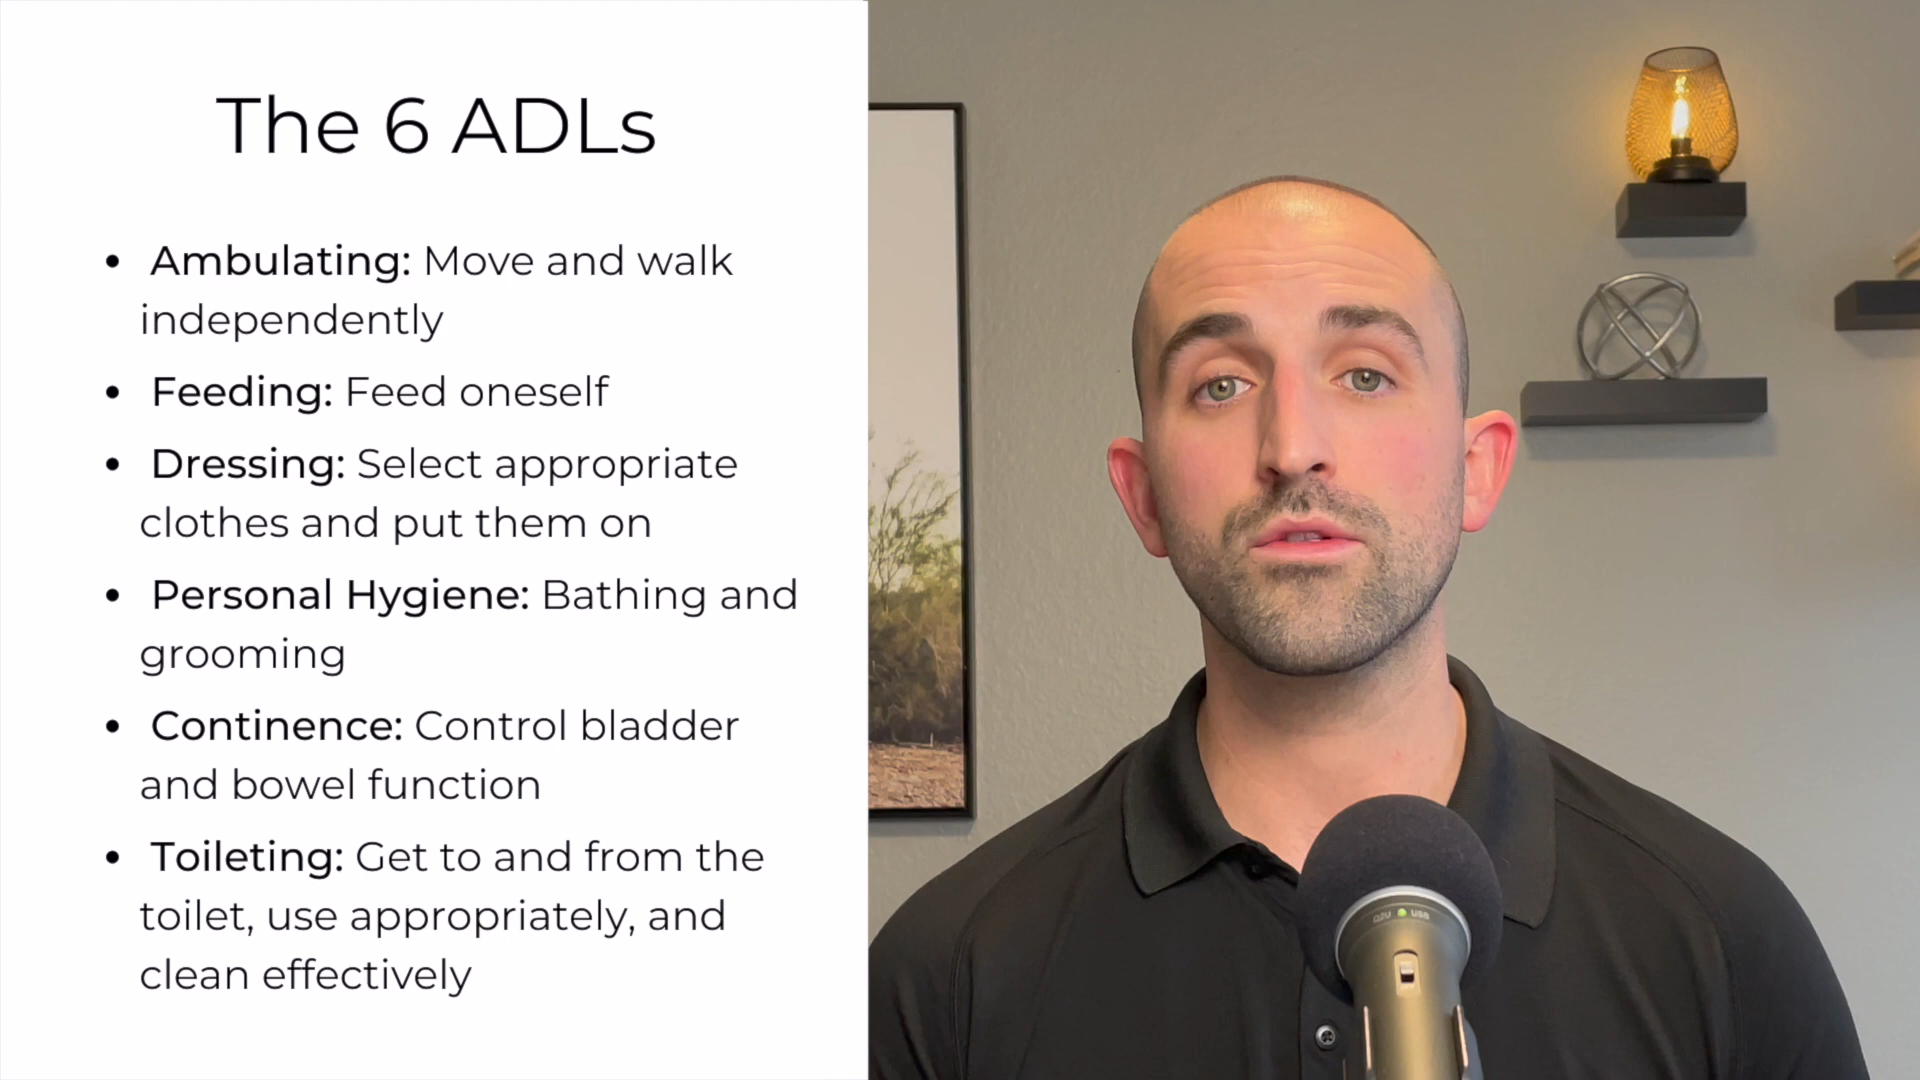 The 6 ADLs
• Ambulating: Move and walk
independently
• Feeding: Feed oneself
• Dressing: Select appropriate
clothes and put them on
• Personal Hygiene: Bathing and
grooming
• Continence: Control bladder
and bowel function
• Toileting: Get to and from the
toilet, use appropriately, and
clean effectively
Q2U USB